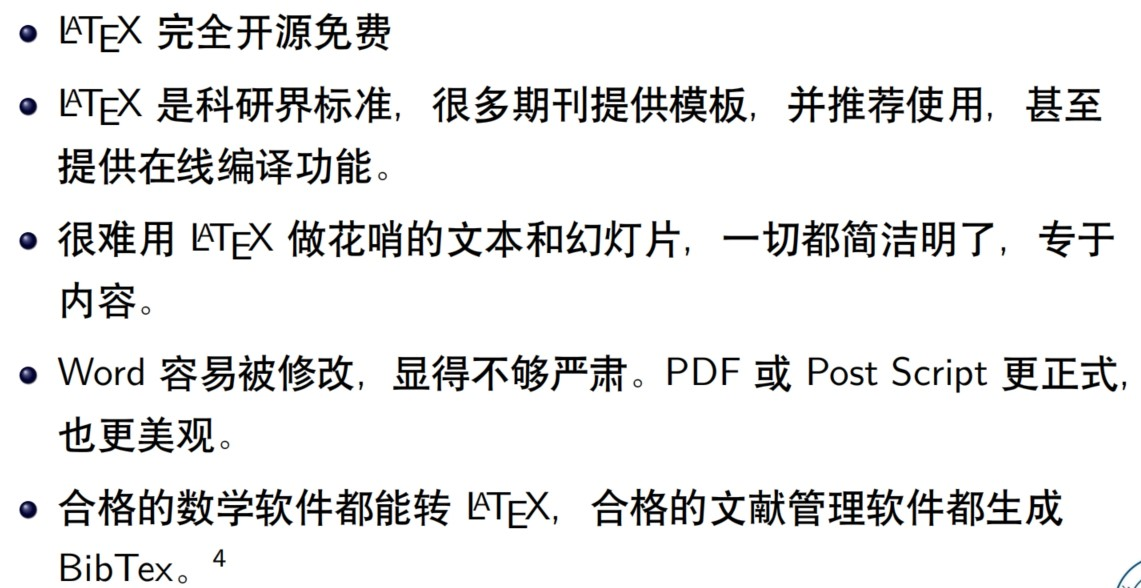 LATEX 完全开源免费
LATEX 是科研界标准，很多期刊提供模板，并推荐使用，甚至
提供在线编译功能。
很难用 LATEX 做花哨的文本和幻灯片，一切都简洁明了，专于
内容。
Word 容易被修改，显得不够严肃。PDF 或 Post Script 更正式，
也更美观。
合格的数学软件都能转 LATEX，合格的文献管理软件都生成
BibTex。4